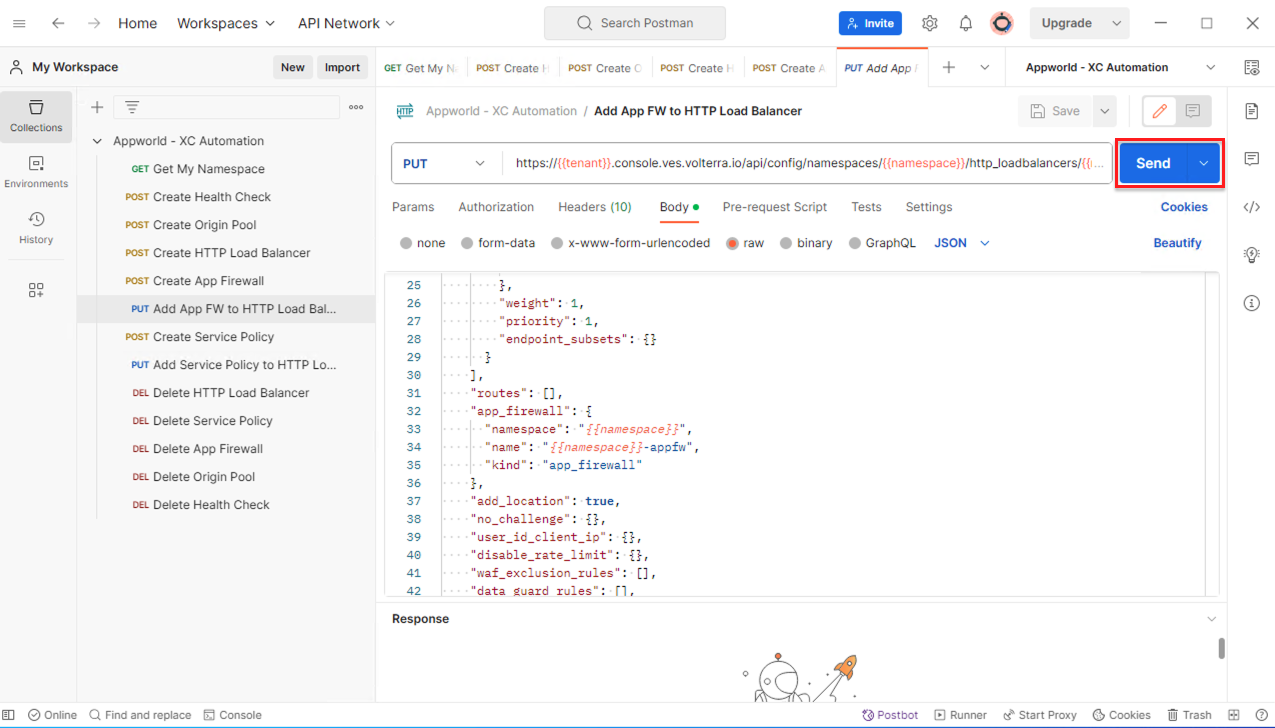 Home Workspaces API Network Search Postman Invite Upgrade
My Workspace New Import
GET Get My N POST Create H POST Create O POST Create H POST Create A PUT Add App Appworld - XC Automation
Collections
Environments
History
Appworld - XC Automation
GET Get My Namespace
POST Create Health Check
POST Create Origin Pool
POST Create HTTP Load Balancer
POST Create App Firewall
PUT Add App FW to HTTP Load Bal...
POST Create Service Policy
PUT Add Service Policy to HTTP Lo...
DEL Delete HTTP Load Balancer
DEL Delete Service Policy
DEL Delete App Firewall
DEL Delete Origin Pool
DEL Delete Health Check
HTTP Appworld - XC Automation / Add App FW to HTTP Load Balancer Save
PUT https://{{tenant}}.console.ves.volterra.io/api/config/namespaces/{{namespace}}/http_loadbalancers/{{ ... Send
Params Authorization Headers (10) Body Pre-request Script Tests Settings Cookies
none form-data x-www-form-urlencoded raw binary GraphQL JSON Beautify
25 },
26 "weight": 1,
27 "priority": 1,
28 "endpoint_subsets": {}
29 }
30 ],
31 "routes": [],
32 "app_firewall": {
33 "namespace": "{{namespace}}",
34 "name": "{{namespace}}-appfw",
35 "kind": "app_firewall"
36 },
37 "add_location": true,
38 "no_challenge": {},
39 "user_id_client_ip": {},
40 "disable_rate_limit": {},
41 "waf_exclusion_rules": [],
42 "data_guard_rules": [],
Response
Online Find and replace Console Postbot Runner Start Proxy Cookies Trash